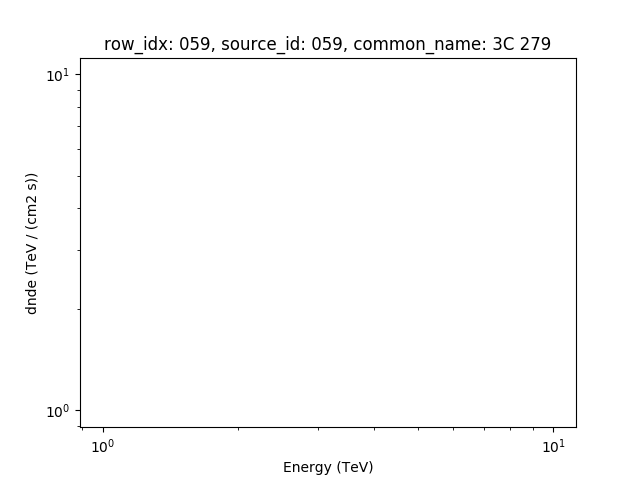 row_idx: 059, source_id: 059, common_name: 3C 279
10¹
dnde (TeV / (cm2 s))
10⁰
10⁰ 10¹
Energy (TeV)